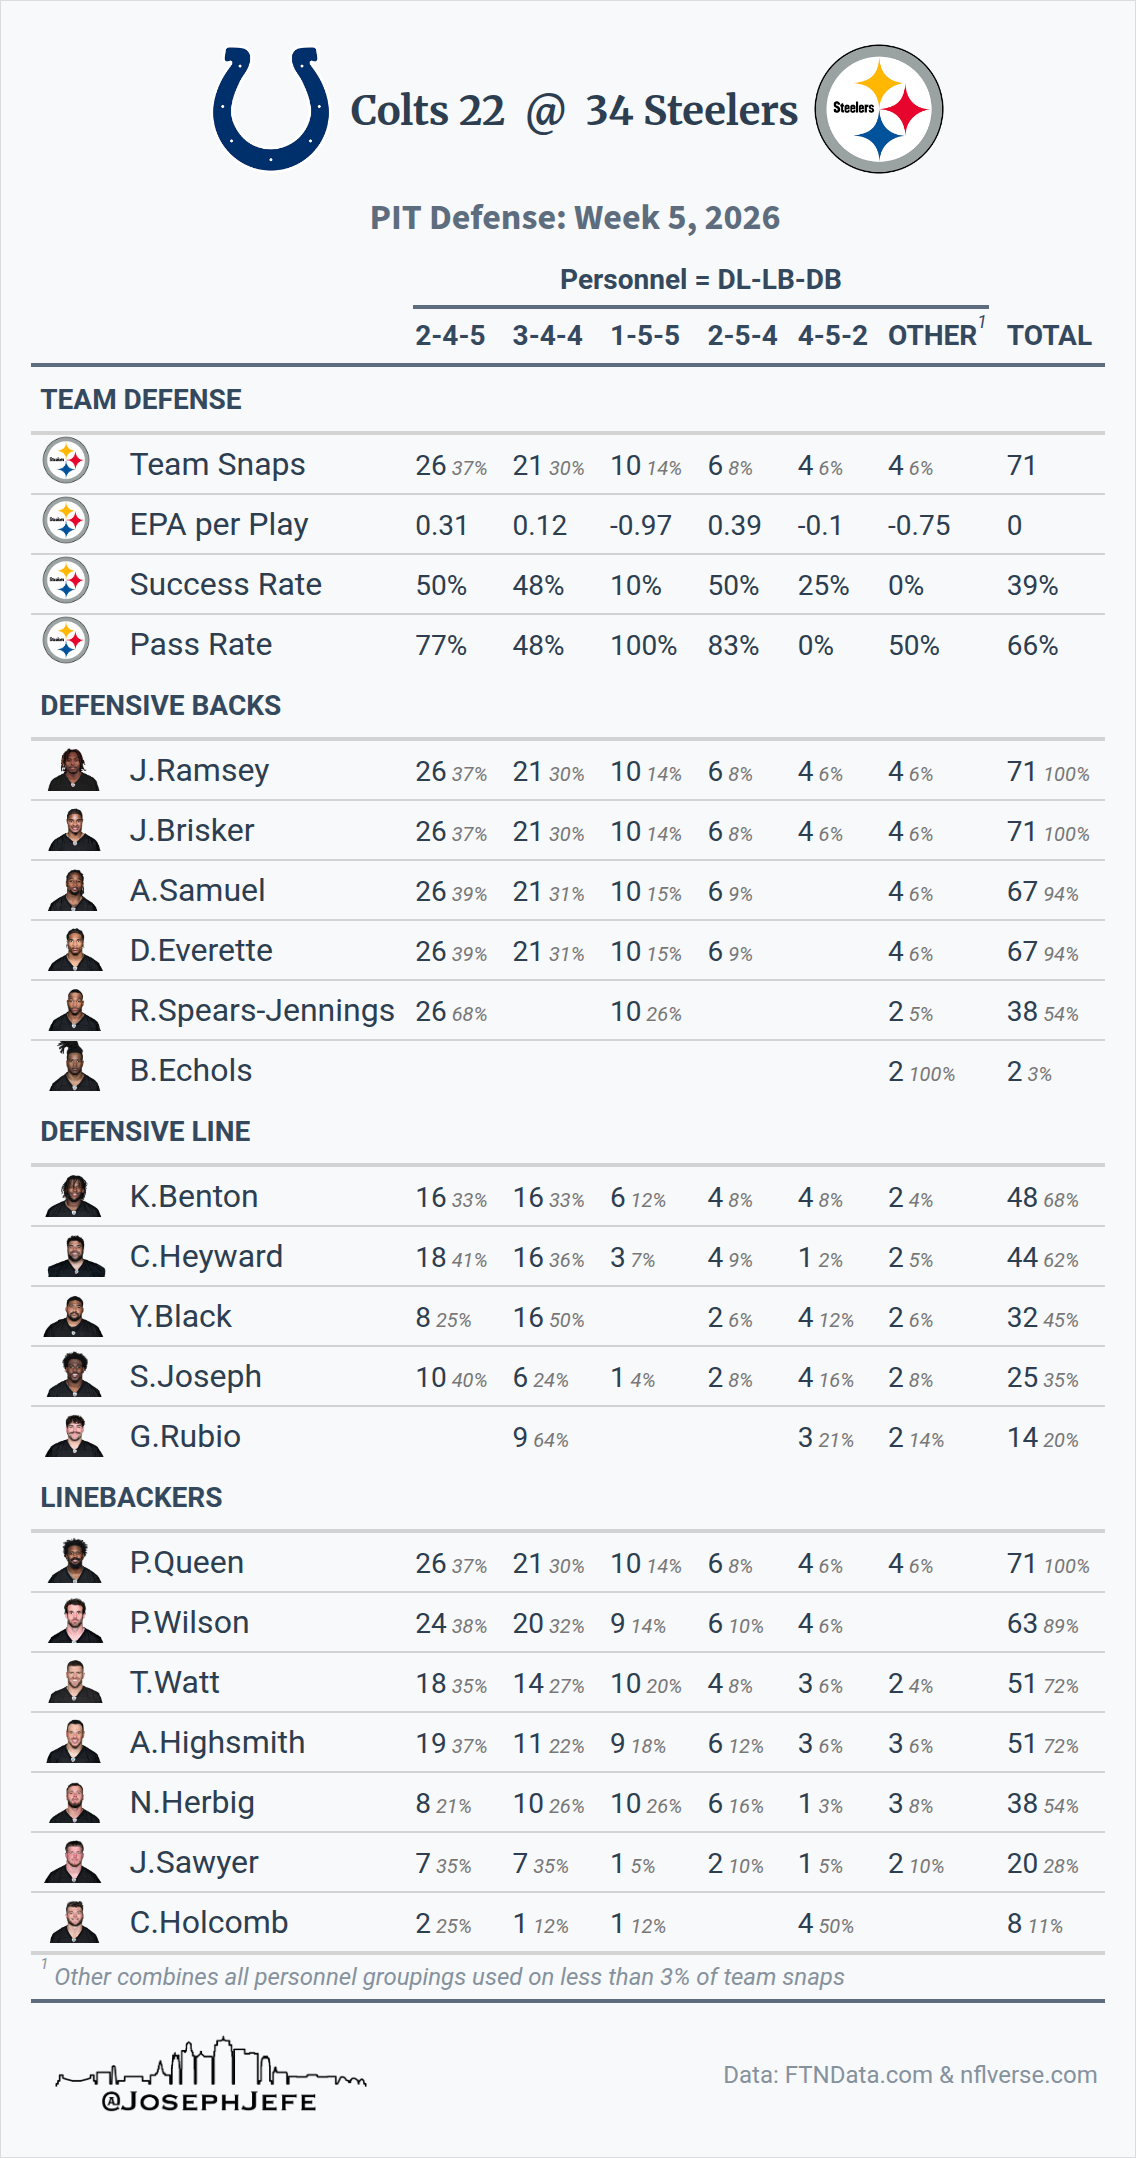 Colts 22 @ 34 Steelers
Steelers
PIT Defense: Week 5, 2026
Personnel = DL-LB-DB
2-4-5 3-4-4 1-5-5 2-5-4 4-5-2 OTHER1 TOTAL
TEAM DEFENSE
Team Snaps 26 37% 21 30% 10 14% 6 8% 4 6% 4 6% 71
EPA per Play 0.31 0.12 -0.97 0.39 -0.1 -0.75 0
Success Rate 50% 48% 10% 50% 25% 0% 39%
Pass Rate 77% 48% 100% 83% 0% 50% 66%
DEFENSIVE BACKS
J.Ramsey 26 37% 21 30% 10 14% 6 8% 4 6% 4 6% 71 100%
J.Brisker 26 37% 21 30% 10 14% 6 8% 4 6% 4 6% 71 100%
A.Samuel 26 39% 21 31% 10 15% 6 9% 4 6% 67 94%
D.Everette 26 39% 21 31% 10 15% 6 9% 4 6% 67 94%
R.Spears-Jennings 26 68% 10 26% 2 5% 38 54%
B.Echols 2 100% 2 3%
DEFENSIVE LINE
K.Benton 16 33% 16 33% 6 12% 4 8% 4 8% 2 4% 48 68%
C.Heyward 18 41% 16 36% 3 7% 4 9% 1 2% 2 5% 44 62%
Y.Black 8 25% 16 50% 2 6% 4 12% 2 6% 32 45%
S.Joseph 10 40% 6 24% 1 4% 2 8% 4 16% 2 8% 25 35%
G.Rubio 9 64% 3 21% 2 14% 14 20%
LINEBACKERS
P.Queen 26 37% 21 30% 10 14% 6 8% 4 6% 4 6% 71 100%
P.Wilson 24 38% 20 32% 9 14% 6 10% 4 6% 63 89%
T.Watt 18 35% 14 27% 10 20% 4 8% 3 6% 2 4% 51 72%
A.Highsmith 19 37% 11 22% 9 18% 6 12% 3 6% 3 6% 51 72%
N.Herbig 8 21% 10 26% 10 26% 6 16% 1 3% 3 8% 38 54%
J.Sawyer 7 35% 7 35% 1 5% 2 10% 1 5% 2 10% 20 28%
C.Holcomb 2 25% 1 12% 1 12% 4 50% 8 11%
1 Other combines all personnel groupings used on less than 3% of team snaps
@JOSEPHJEFE
Data: FTNData.com & nflverse.com